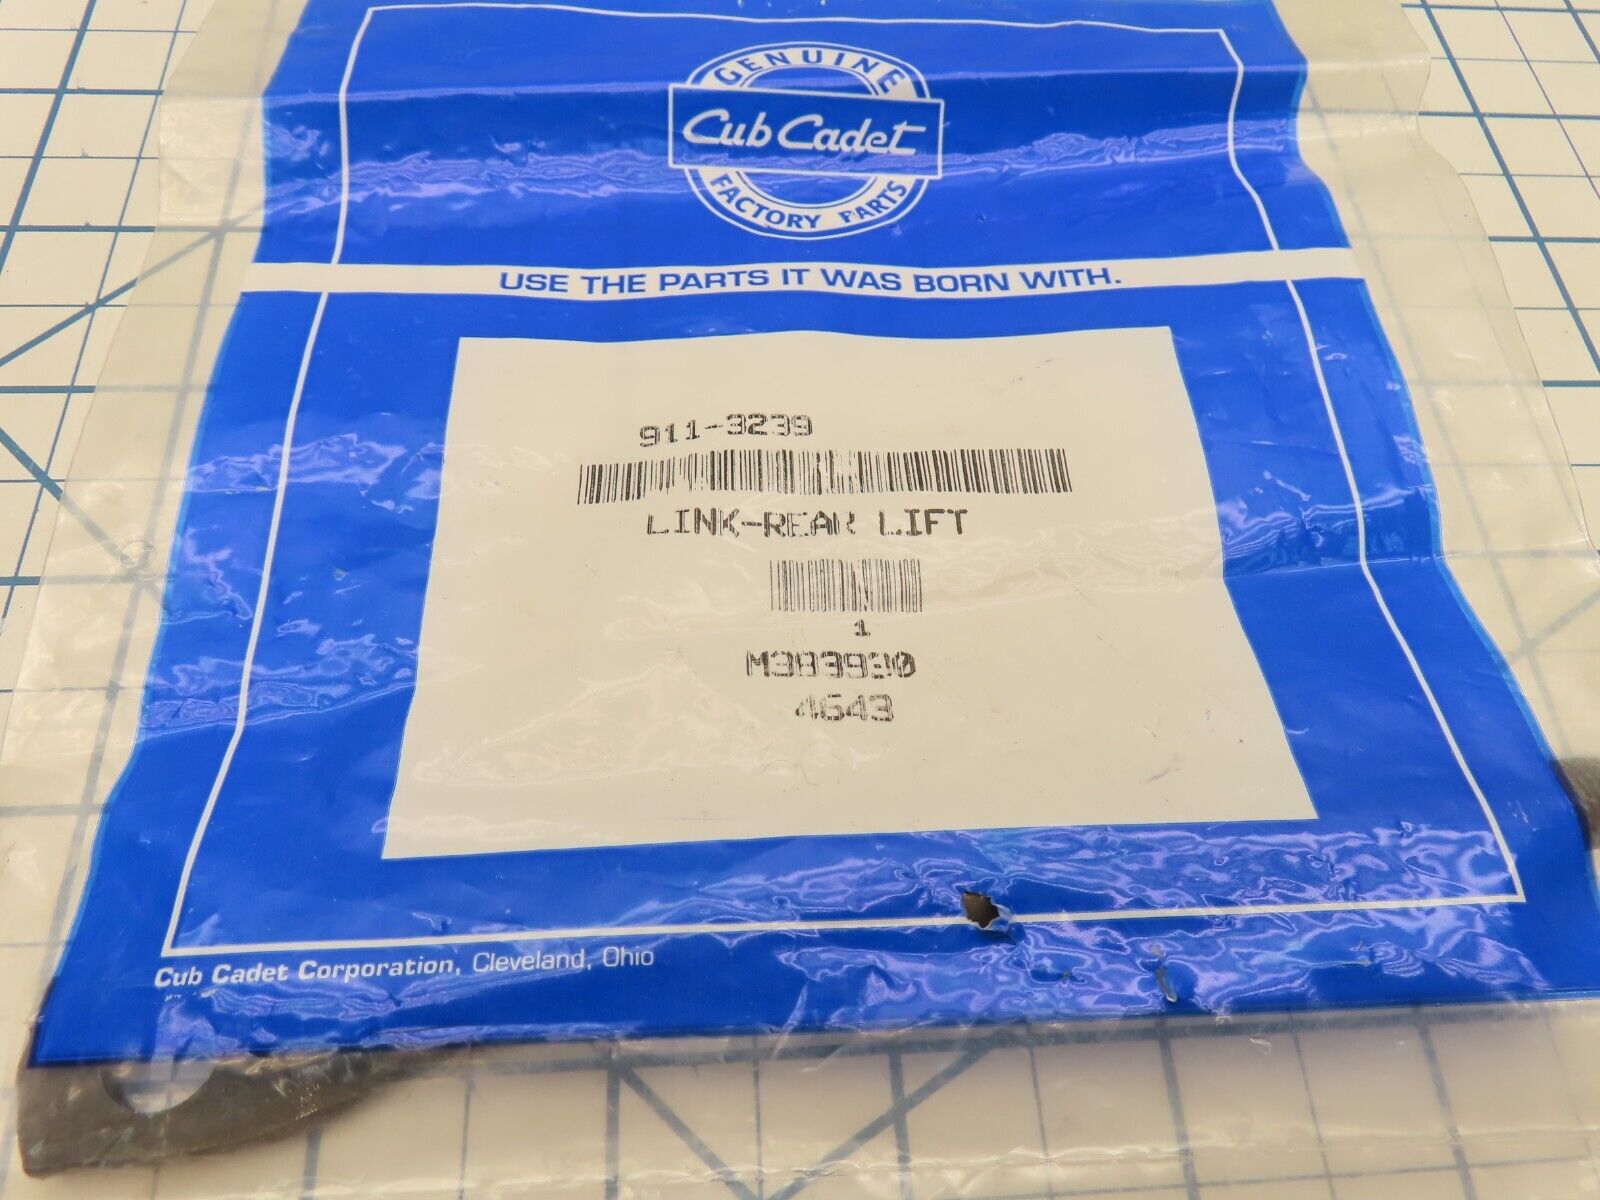 GENUINE
Cub Cadet
FACTORY PARTS
USE THE PARTS IT WAS BORN WITH.
911-3239
LINK-REAR LIFT
1
M383930
4643
Cub Cadet Corporation, Cleveland, Ohio